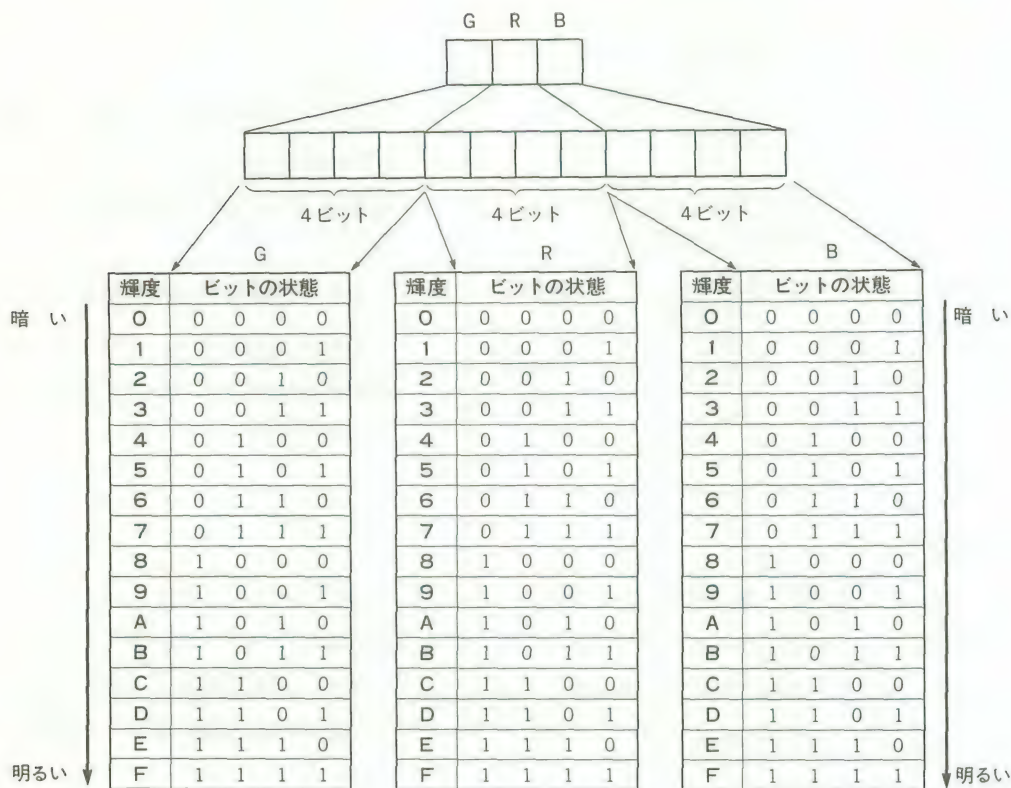 G R B
4ビット 4ビット 4ビット
G R B
輝度 ビットの状態 輝度 ビットの状態 輝度 ビットの状態
暗い 0 0 0 0 0 0 0 0 0 0 0 0 0 0 0 暗い
1 0 0 0 1 1 0 0 0 1 1 0 0 0 1
2 0 0 1 0 2 0 0 1 0 2 0 0 1 0
3 0 0 1 1 3 0 0 1 1 3 0 0 1 1
4 0 1 0 0 4 0 1 0 0 4 0 1 0 0
5 0 1 0 1 5 0 1 0 1 5 0 1 0 1
6 0 1 1 0 6 0 1 1 0 6 0 1 1 0
7 0 1 1 1 7 0 1 1 1 7 0 1 1 1
8 1 0 0 0 8 1 0 0 0 8 1 0 0 0
9 1 0 0 1 9 1 0 0 1 9 1 0 0 1
A 1 0 1 0 A 1 0 1 0 A 1 0 1 0
B 1 0 1 1 B 1 0 1 1 B 1 0 1 1
C 1 1 0 0 C 1 1 0 0 C 1 1 0 0
D 1 1 0 1 D 1 1 0 1 D 1 1 0 1
E 1 1 1 0 E 1 1 1 0 E 1 1 1 0
明るい F 1 1 1 1 F 1 1 1 1 F 1 1 1 1 明るい